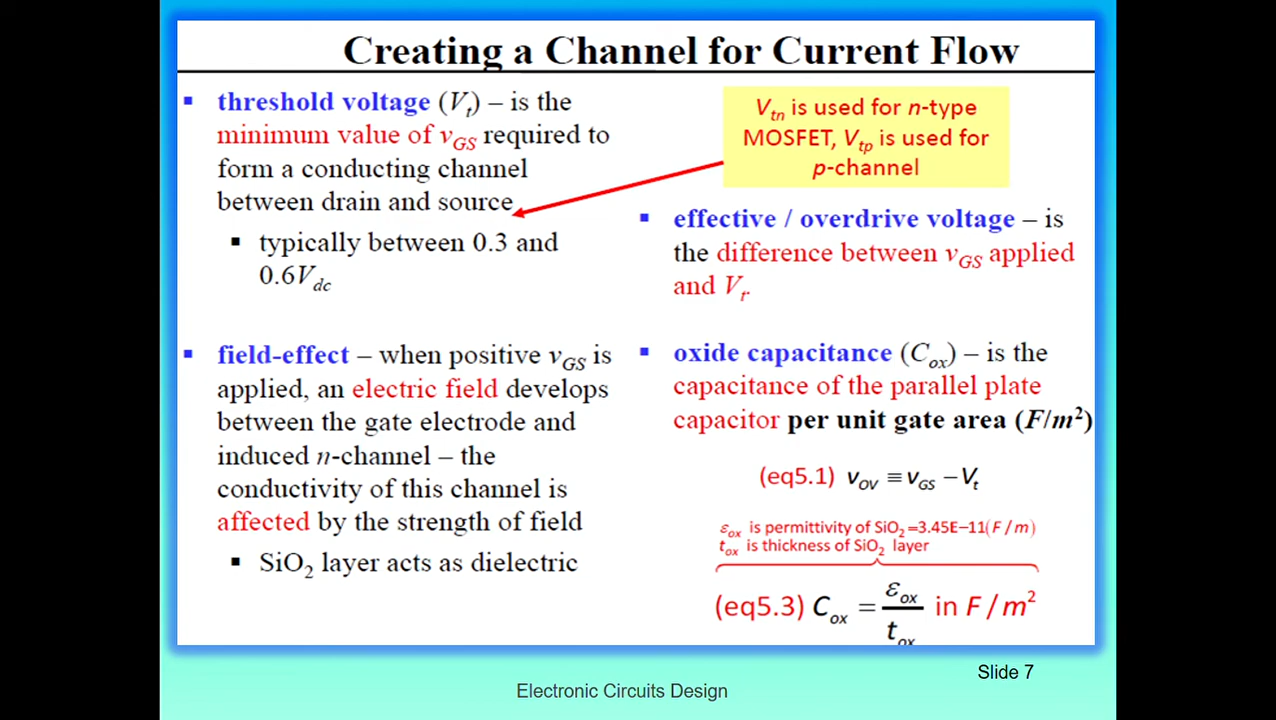 Creating a Channel for Current Flow
▪ threshold voltage (Vt) – is the
minimum value of vGS required to
form a conducting channel
between drain and source
▪ typically between 0.3 and
0.6Vdc
▪ field-effect – when positive vGS is
applied, an electric field develops
between the gate electrode and
induced n-channel – the
conductivity of this channel is
affected by the strength of field
▪ SiO2 layer acts as dielectric
Vtn is used for n-type
MOSFET, Vtp is used for
p-channel
▪ effective / overdrive voltage – is
the difference between vGS applied
and Vt.
▪ oxide capacitance (Cox) – is the
capacitance of the parallel plate
capacitor per unit gate area (F/m²)
(eq5.1) vOV ≡ vGS − Vt
εox is permittivity of SiO2=3.45E−11(F/m)
tox is thickness of SiO2 layer
(eq5.3) Cox = εox / tox in F/m²
Slide 7
Electronic Circuits Design